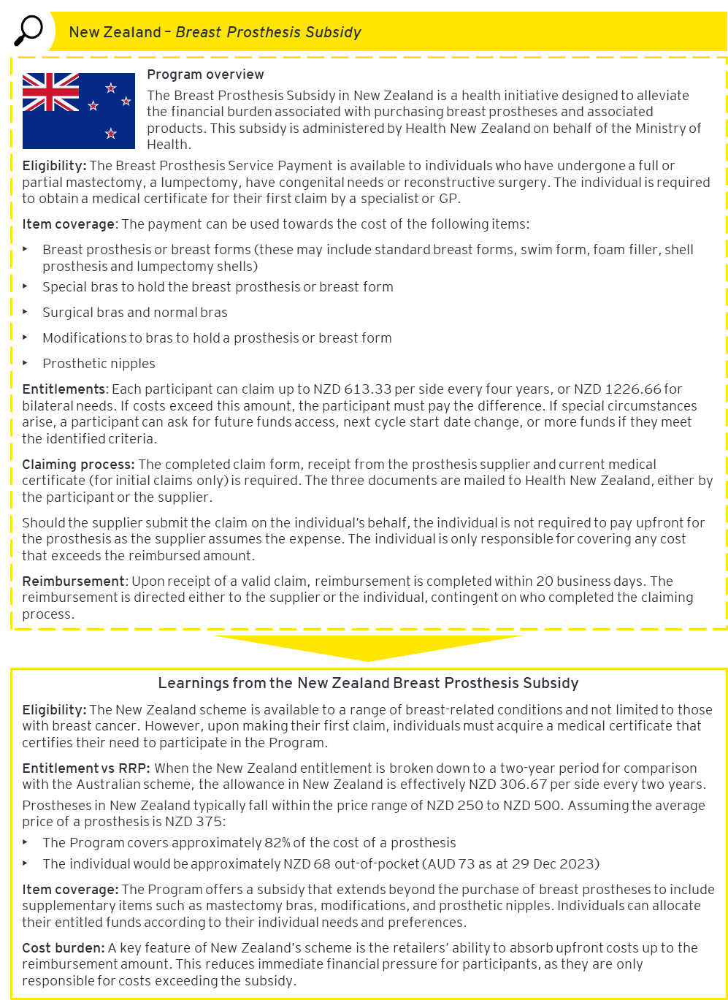 New Zealand – Breast Prosthesis Subsidy
Program overview
The Breast Prosthesis Subsidy in New Zealand is a health initiative designed to alleviate
the financial burden associated with purchasing breast prostheses and associated
products. This subsidy is administered by Health New Zealand on behalf of the Ministry of
Health.
Eligibility: The Breast Prosthesis Service Payment is available to individuals who have undergone a full or
partial mastectomy, a lumpectomy, have congenital needs or reconstructive surgery. The individual is required
to obtain a medical certificate for their first claim by a specialist or GP.
Item coverage: The payment can be used towards the cost of the following items:
‣ Breast prosthesis or breast forms (these may include standard breast forms, swim form, foam filler, shell
prosthesis and lumpectomy shells)
‣ Special bras to hold the breast prosthesis or breast form
‣ Surgical bras and normal bras
‣ Modifications to bras to hold a prosthesis or breast form
‣ Prosthetic nipples
Entitlements: Each participant can claim up to NZD 613.33 per side every four years, or NZD 1226.66 for
bilateral needs. If costs exceed this amount, the participant must pay the difference. If special circumstances
arise, a participant can ask for future funds access, next cycle start date change, or more funds if they meet
the identified criteria.
Claiming process: The completed claim form, receipt from the prosthesis supplier and current medical
certificate (for initial claims only) is required. The three documents are mailed to Health New Zealand, either by
the participant or the supplier.
Should the supplier submit the claim on the individual's behalf, the individual is not required to pay upfront for
the prosthesis as the supplier assumes the expense. The individual is only responsible for covering any cost
that exceeds the reimbursed amount.
Reimbursement: Upon receipt of a valid claim, reimbursement is completed within 20 business days. The
reimbursement is directed either to the supplier or the individual, contingent on who completed the claiming
process.
Learnings from the New Zealand Breast Prosthesis Subsidy
Eligibility: The New Zealand scheme is available to a range of breast-related conditions and not limited to those
with breast cancer. However, upon making their first claim, individuals must acquire a medical certificate that
certifies their need to participate in the Program.
Entitlement vs RRP: When the New Zealand entitlement is broken down to a two-year period for comparison
with the Australian scheme, the allowance in New Zealand is effectively NZD 306.67 per side every two years.
Prostheses in New Zealand typically fall within the price range of NZD 250 to NZD 500. Assuming the average
price of a prosthesis is NZD 375:
‣ The Program covers approximately 82% of the cost of a prosthesis
‣ The individual would be approximately NZD 68 out-of-pocket (AUD 73 as at 29 Dec 2023)
Item coverage: The Program offers a subsidy that extends beyond the purchase of breast prostheses to include
supplementary items such as mastectomy bras, modifications, and prosthetic nipples. Individuals can allocate
their entitled funds according to their individual needs and preferences.
Cost burden: A key feature of New Zealand's scheme is the retailers' ability to absorb upfront costs up to the
reimbursement amount. This reduces immediate financial pressure for participants, as they are only
responsible for costs exceeding the subsidy.